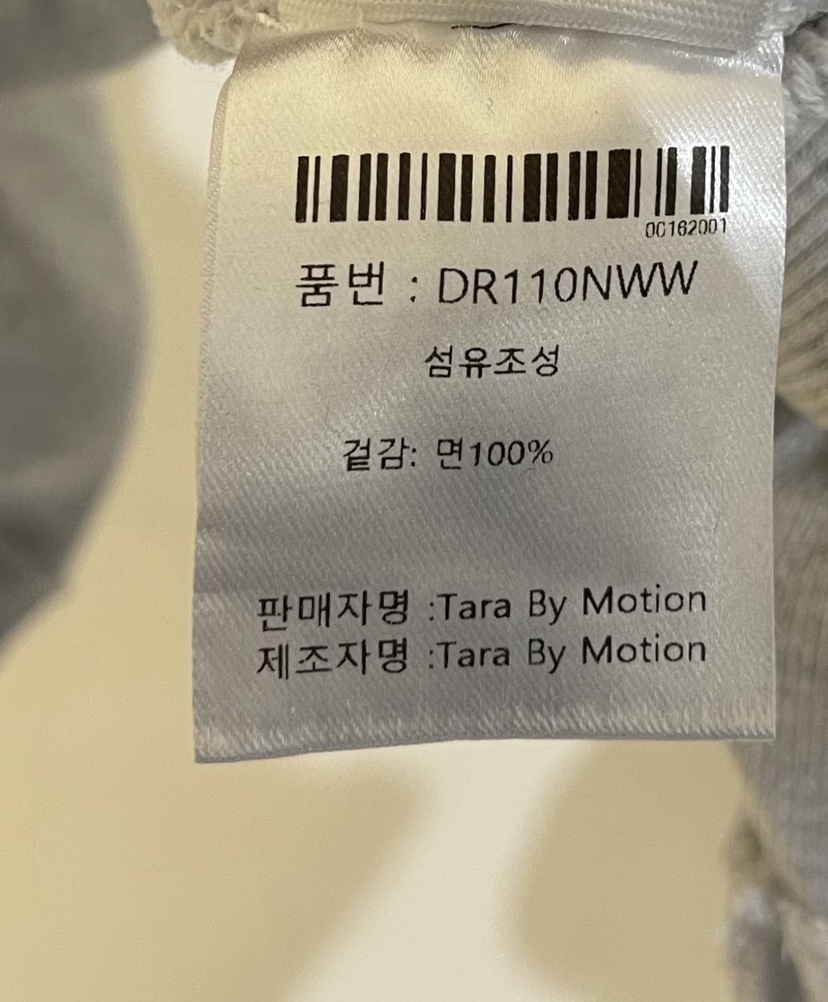 00162001
품번 : DR110NWW
섬유조성
겉감: 면100%
판매자명 :Tara By Motion
제조자명 :Tara By Motion